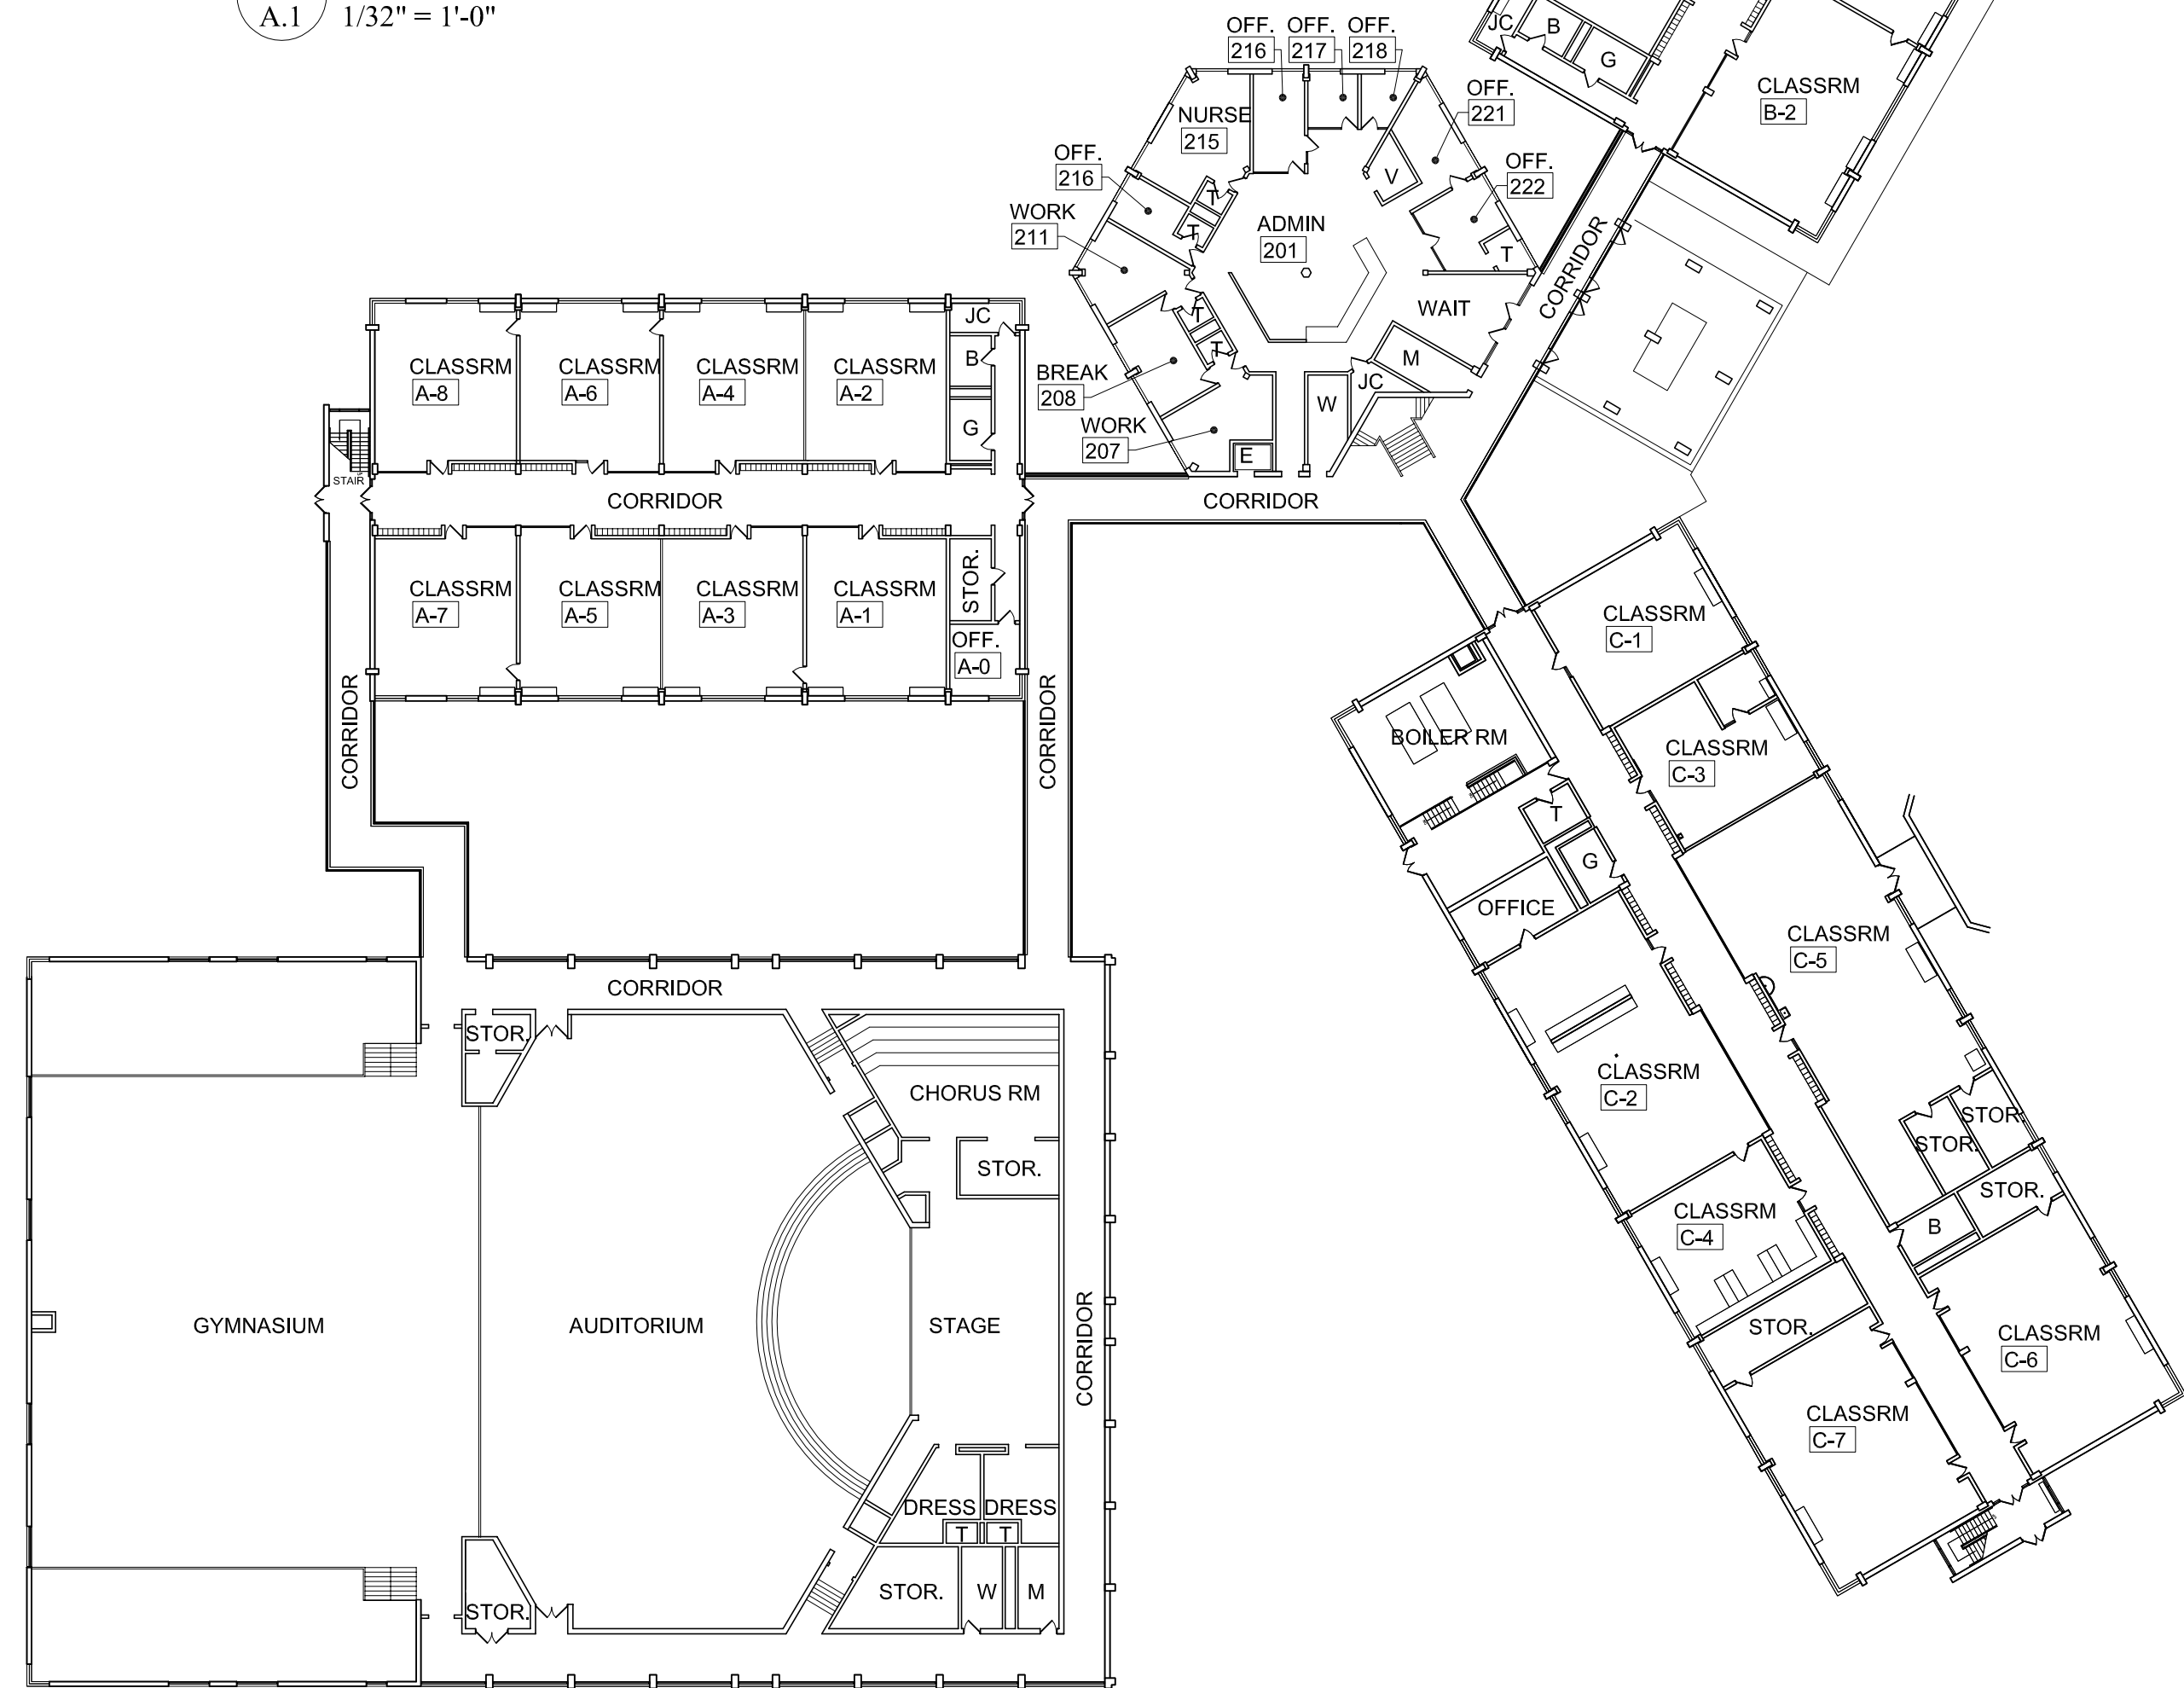 A.1
1/32" = 1'-0"
JC
B
G
CLASSRM
B-2
OFF.
216
OFF.
217
OFF.
218
OFF.
221
OFF.
222
NURSE
215
OFF.
216
WORK
211
T
T
V
T
ADMIN
201
WAIT
CORRIDOR
T
T
BREAK
208
WORK
207
E
W
JC
M
CORRIDOR
CLASSRM
A-8
CLASSRM
A-6
CLASSRM
A-4
CLASSRM
A-2
JC
B
G
STAIR
CORRIDOR
CLASSRM
A-7
CLASSRM
A-5
CLASSRM
A-3
CLASSRM
A-1
STOR.
OFF.
A-0
CORRIDOR
CORRIDOR
CLASSRM
C-1
BOILER RM
CLASSRM
C-3
T
G
OFFICE
CLASSRM
C-5
CLASSRM
C-2
STOR.
STOR.
STOR.
B
CLASSRM
C-4
STOR.
CLASSRM
C-6
CLASSRM
C-7
CORRIDOR
STOR.
CHORUS RM
STOR.
GYMNASIUM
AUDITORIUM
STAGE
CORRIDOR
DRESS
DRESS
T
T
STOR.
W
M
STOR.